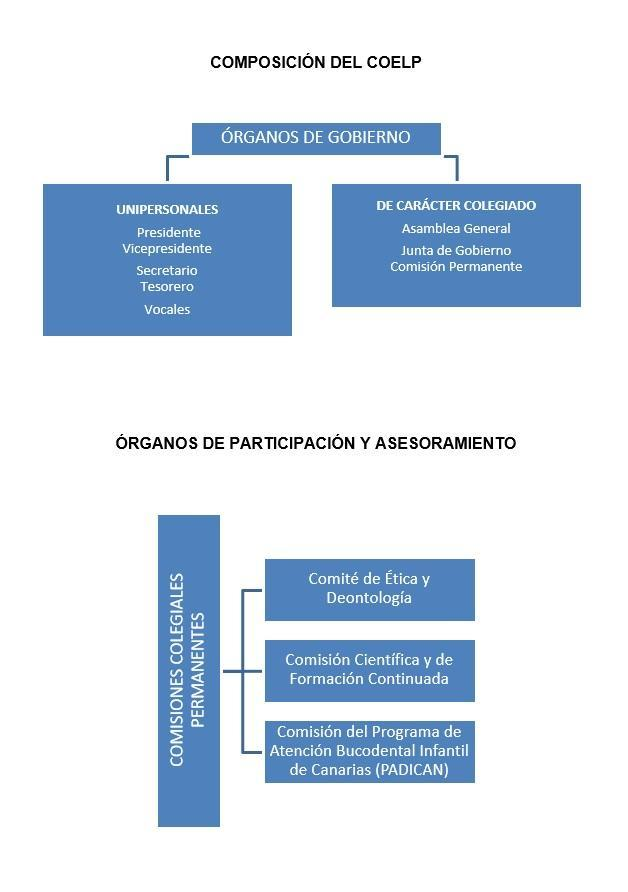 COMPOSICIÓN DEL COELP
ÓRGANOS DE GOBIERNO
UNIPERSONALES
Presidente
Vicepresidente
Secretario
Tesorero
Vocales
DE CARÁCTER COLEGIADO
Asamblea General
Junta de Gobierno
Comisión Permanente
ÓRGANOS DE PARTICIPACIÓN Y ASESORAMIENTO
COMISIONES COLEGIALES
PERMANENTES
Comité de Ética y
Deontología
Comisión Científica y de
Formación Continuada
Comisión del Programa de
Atención Bucodental Infantil
de Canarias (PADICAN)